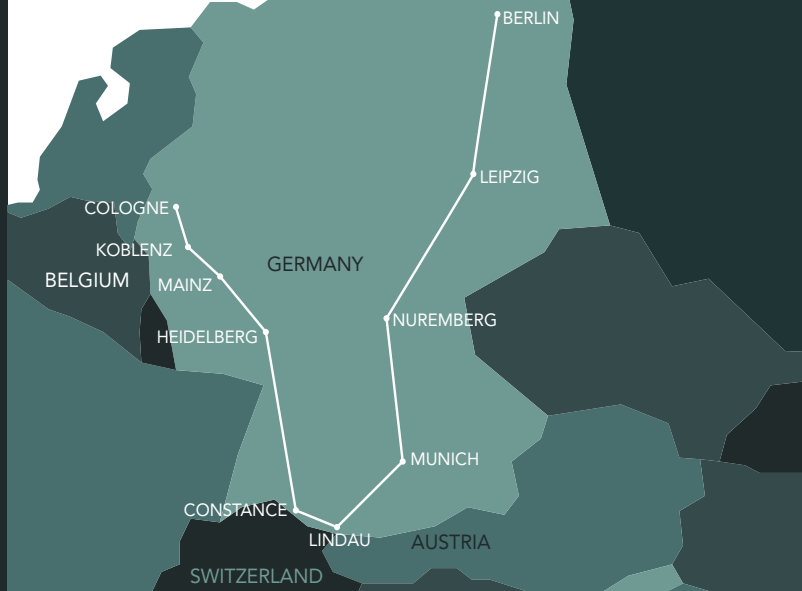 BERLIN
LEIPZIG
COLOGNE
KOBLENZ
GERMANY
BELGIUM
MAINZ
NUREMBERG
HEIDELBERG
MUNICH
CONSTANCE
LINDAU
AUSTRIA
SWITZERLAND